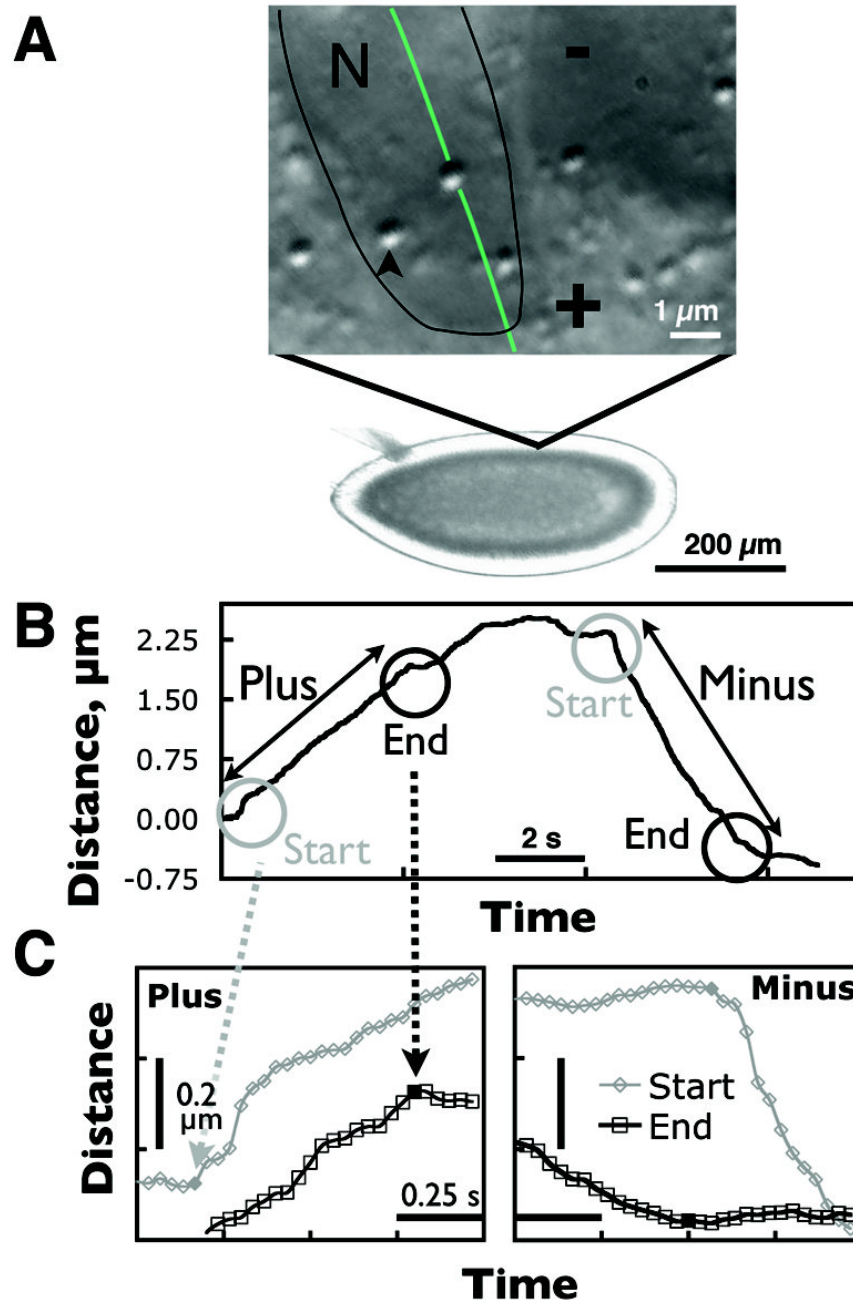 A
N
-
+
1 µm
200 µm
B
Distance, µm
2.25
1.50
0.75
0.00
-0.75
Plus
Start
End
2 s
Start
Minus
End
Time
C
Distance
Plus
0.2
µm
0.25 s
Minus
Start
End
Time